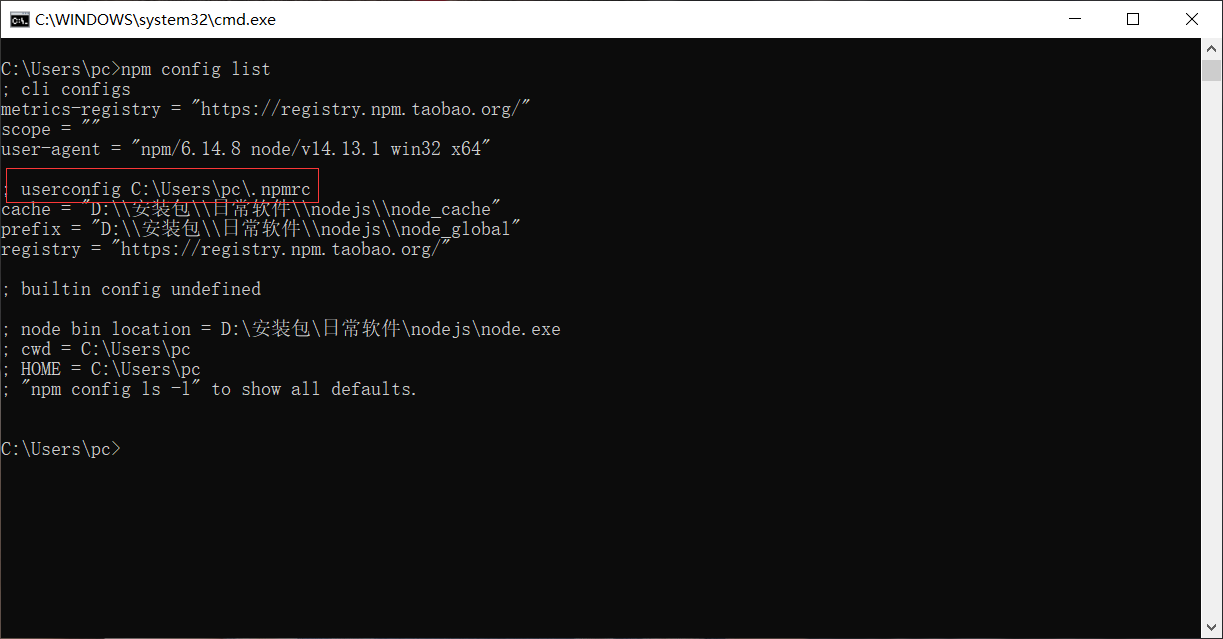 C:\WINDOWS\system32\cmd.exe
C:\Users\pc>npm config list
; cli configs
metrics-registry = "https://registry.npm.taobao.org/"
scope = ""
user-agent = "npm/6.14.8 node/v14.13.1 win32 x64"
; userconfig C:\Users\pc\.npmrc
cache = "D:\\安装包\\日常软件\\nodejs\\node_cache"
prefix = "D:\\安装包\\日常软件\\nodejs\\node_global"
registry = "https://registry.npm.taobao.org/"
; builtin config undefined
; node bin location = D:\安装包\日常软件\nodejs\node.exe
; cwd = C:\Users\pc
; HOME = C:\Users\pc
; "npm config ls -l" to show all defaults.
C:\Users\pc>